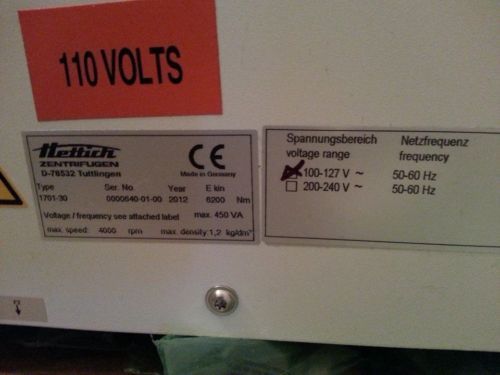 110 VOLTS
Hettich
ZENTRIFUGEN
D-78532 Tuttlingen
CE
Made in Germany
Type Ser. No Year E kin
1701-30 0000640-01-00 2012 6200 Nm
Voltage / frequency see attached label max. 450 VA
max. speed: 4000 rpm max. density: 1,2 kg/dm³
Spannungsbereich Netzfrequenz
voltage range frequency
100-127 V ~ 50-60 Hz
200-240 V ~ 50-60 Hz